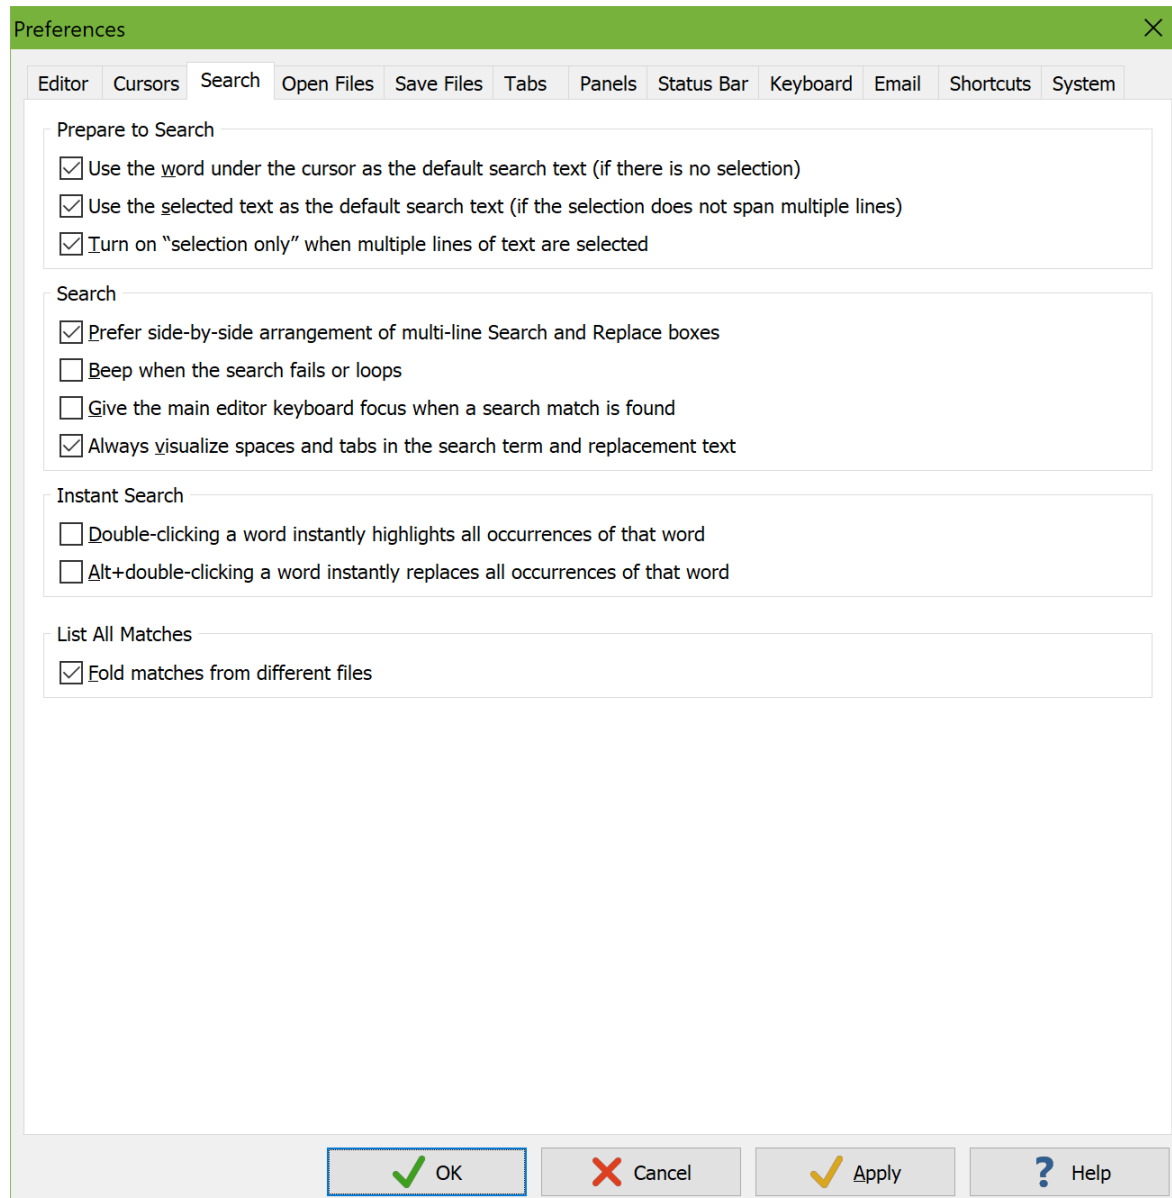 Preferences
Editor Cursors Search Open Files Save Files Tabs Panels Status Bar Keyboard Email Shortcuts System
Prepare to Search
Use the word under the cursor as the default search text (if there is no selection)
Use the selected text as the default search text (if the selection does not span multiple lines)
Turn on “selection only” when multiple lines of text are selected
Search
Prefer side-by-side arrangement of multi-line Search and Replace boxes
Beep when the search fails or loops
Give the main editor keyboard focus when a search match is found
Always visualize spaces and tabs in the search term and replacement text
Instant Search
Double-clicking a word instantly highlights all occurrences of that word
Alt+double-clicking a word instantly replaces all occurrences of that word
List All Matches
Fold matches from different files
OK Cancel Apply ? Help